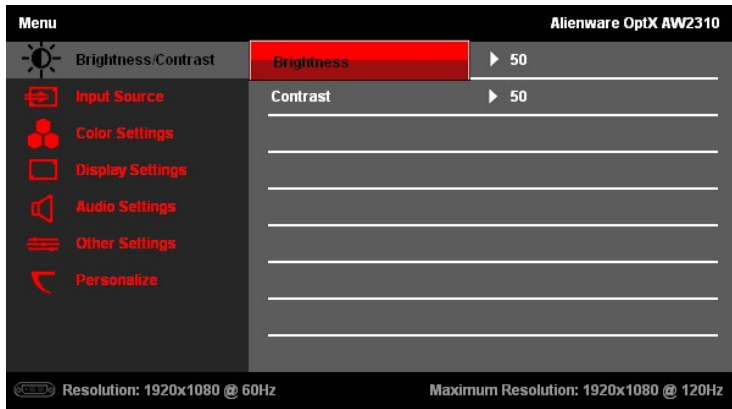 Menu Alienware OptX AW2310
Brightness/Contrast Brightness 50
Input Source Contrast 50
Color Settings
Display Settings
Audio Settings
Other Settings
Personalize
Resolution: 1920x1080 @ 60Hz Maximum Resolution: 1920x1080 @ 120Hz